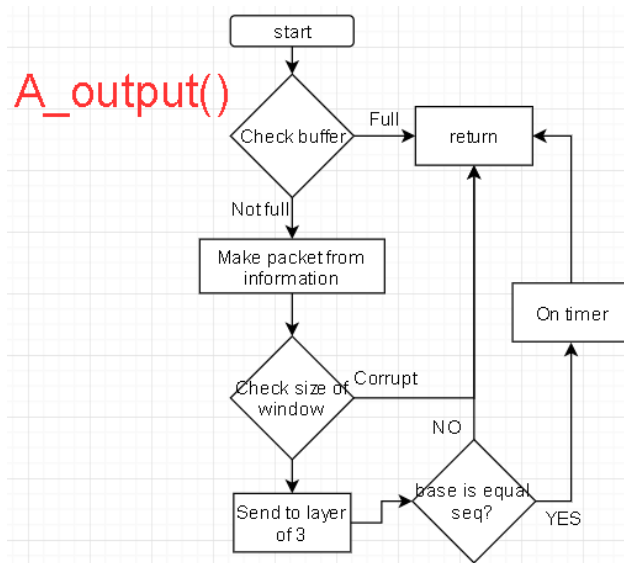 start
A_output()
Check buffer
Full
return
Not full
Make packet from
information
On timer
Check size of
window
Corrupt
NO
Send to layer
of 3
base is equal
seq?
YES